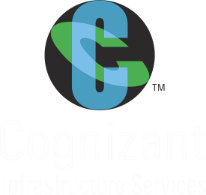 C
TM
Cognizant
Infrastructure Services